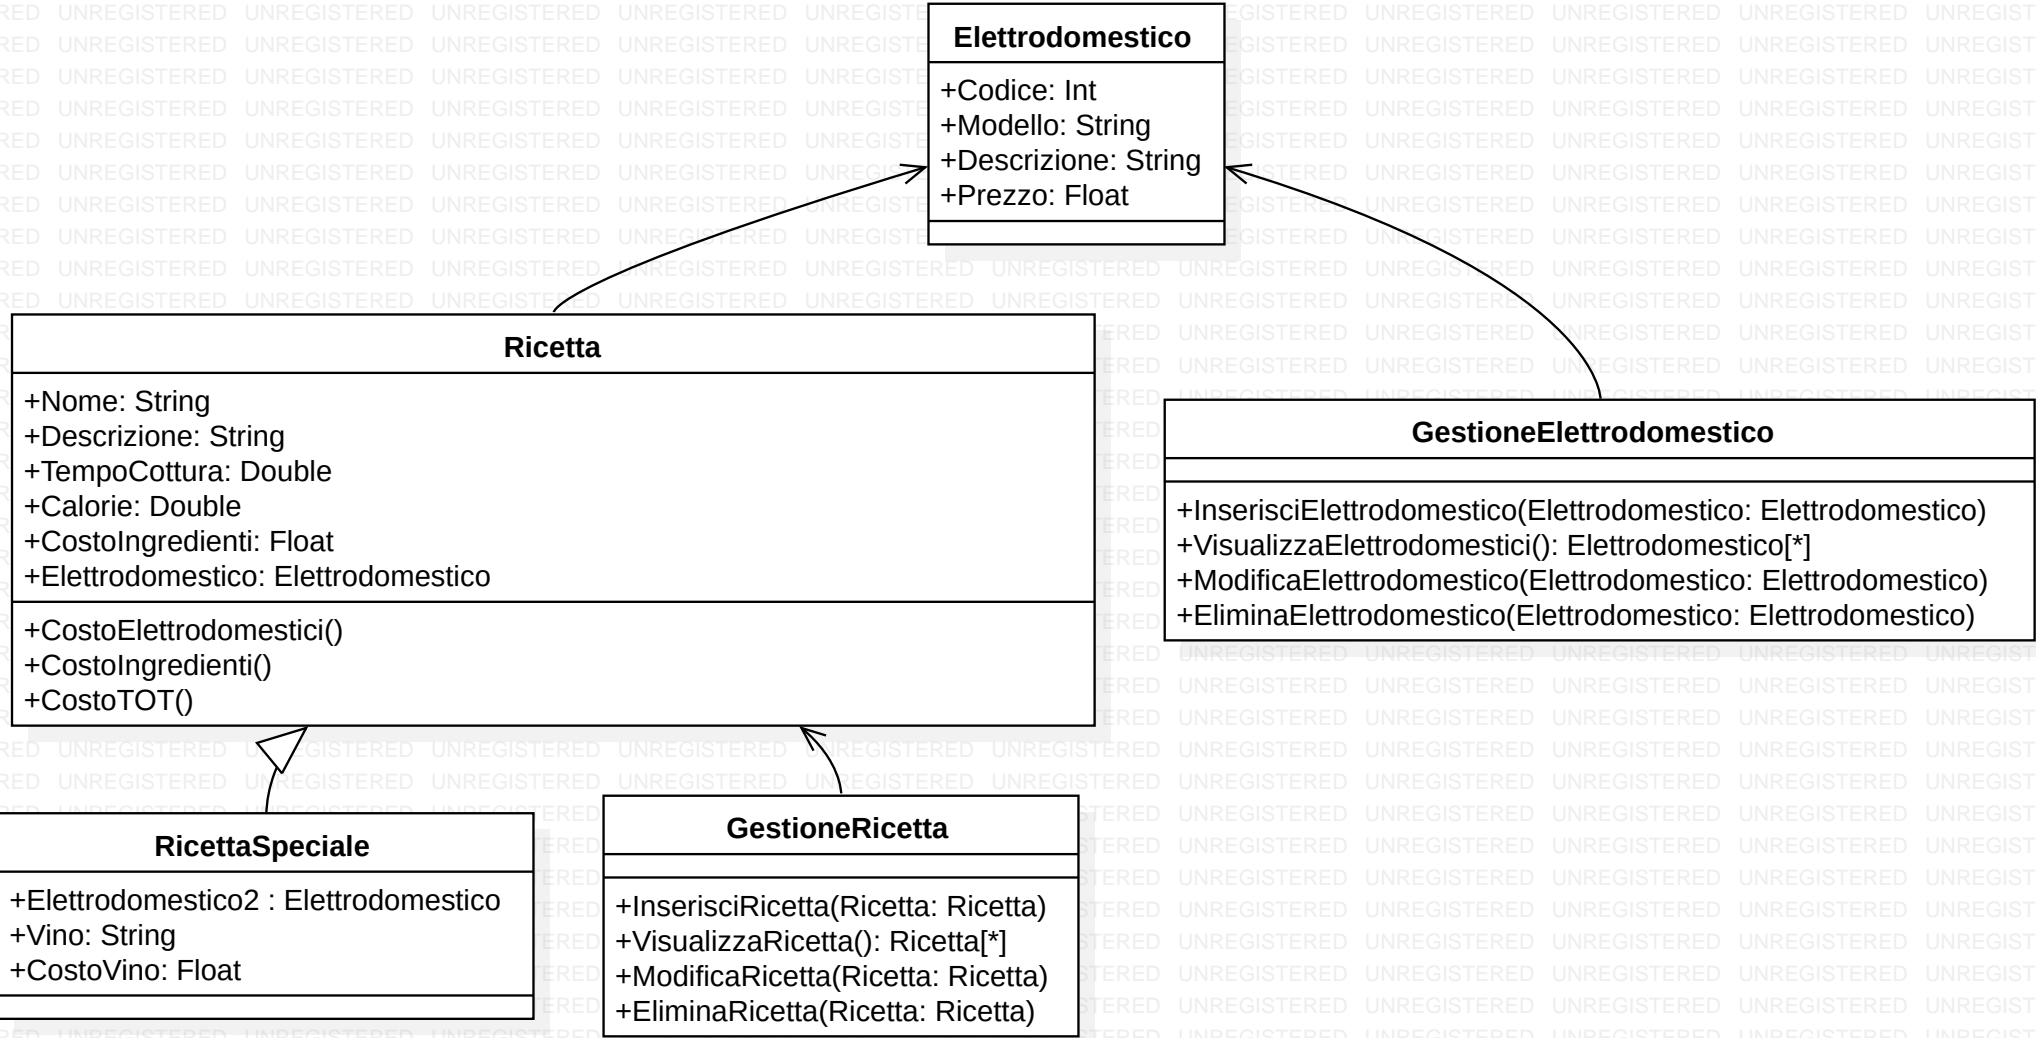 Elettrodomestico
+Codice: Int
+Modello: String
+Descrizione: String
+Prezzo: Float
Ricetta
+Nome: String
+Descrizione: String
+TempoCottura: Double
+Calorie: Double
+CostoIngredienti: Float
+Elettrodomestico: Elettrodomestico
+CostoElettrodomestici()
+CostoIngredienti()
+CostoTOT()
GestioneElettrodomestico
+InserisciElettrodomestico(Elettrodomestico: Elettrodomestico)
+VisualizzaElettrodomestici(): Elettrodomestico[*]
+ModificaElettrodomestico(Elettrodomestico: Elettrodomestico)
+EliminaElettrodomestico(Elettrodomestico: Elettrodomestico)
RicettaSpeciale
+Elettrodomestico2 : Elettrodomestico
+Vino: String
+CostoVino: Float
GestioneRicetta
+InserisciRicetta(Ricetta: Ricetta)
+VisualizzaRicetta(): Ricetta[*]
+ModificaRicetta(Ricetta: Ricetta)
+EliminaRicetta(Ricetta: Ricetta)
UNREGISTERED